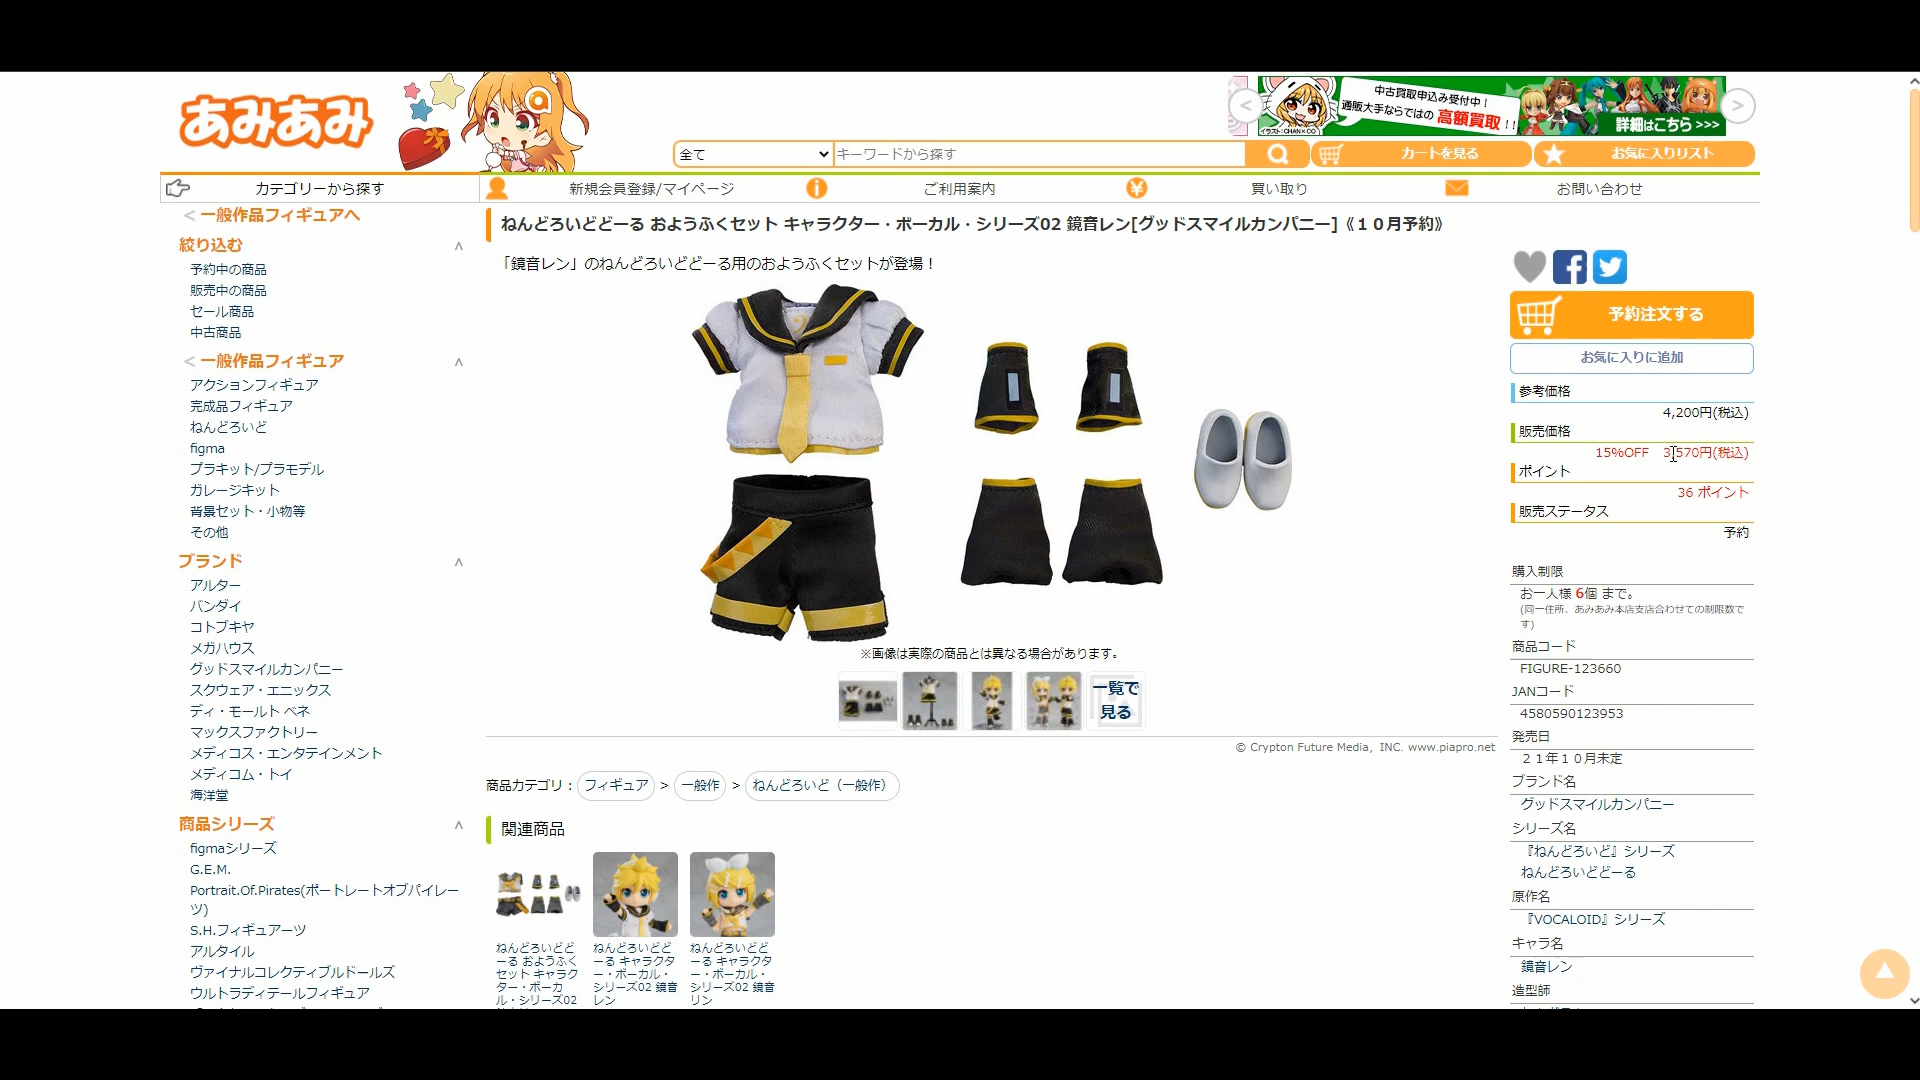 あみあみ
中古買取申込み受付中！
通販大手ならではの 高額買取！！
イラスト:CHAN×CO
詳細はこちら >>>
< >
全て
キーワードから探す
カートを見る
お気に入りリスト
カテゴリーから探す
新規会員登録/マイページ
ご利用案内
買い取り
お問い合わせ
＜一般作品フィギュアへ
絞り込む
予約中の商品
販売中の商品
セール商品
中古商品
＜一般作品フィギュア
アクションフィギュア
完成品フィギュア
ねんどろいど
figma
プラキット/プラモデル
ガレージキット
背景セット・小物等
その他
ブランド
アルター
バンダイ
コトブキヤ
メガハウス
グッドスマイルカンパニー
スクウェア・エニックス
ディ・モールト ベネ
マックスファクトリー
メディコス・エンタテインメント
メディコム・トイ
海洋堂
商品シリーズ
figmaシリーズ
G.E.M.
Portrait.Of.Pirates(ポートレートオブパイレー
ツ)
S.H.フィギュアーツ
アルタイル
ヴァイナルコレクティブルドールズ
ウルトラディテールフィギュア
ねんどろいどどーる おようふくセット キャラクター・ボーカル・シリーズ02 鏡音レン[グッドスマイルカンパニー]《１０月予約》
「鏡音レン」のねんどろいどどーる用のおようふくセットが登場！
※画像は実際の商品とは異なる場合があります。
一覧で
見る
© Crypton Future Media, INC. www.piapro.net
商品カテゴリ： フィギュア > 一般作 > ねんどろいど（一般作）
関連商品
ねんどろいどど
ーる おようふく
セット キャラク
ター・ボーカ
ル・シリーズ02
ねんどろいどど
ーる キャラクタ
ー・ボーカル・
シリーズ02 鏡音
レン
ねんどろいどど
ーる キャラクタ
ー・ボーカル・
シリーズ02 鏡音
リン
予約注文する
お気に入りに追加
参考価格
4,200円(税込)
販売価格
15%OFF 3,570円(税込)
ポイント
36 ポイント
販売ステータス
予約
購入制限
お一人様 6個 まで。
(同一住所、あみあみ本店支店合わせての制限数で
す)
商品コード
FIGURE-123660
JANコード
4580590123953
発売日
２１年１０月未定
ブランド名
グッドスマイルカンパニー
シリーズ名
『ねんどろいど』シリーズ
ねんどろいどどーる
原作名
『VOCALOID』シリーズ
キャラ名
鏡音レン
造型師